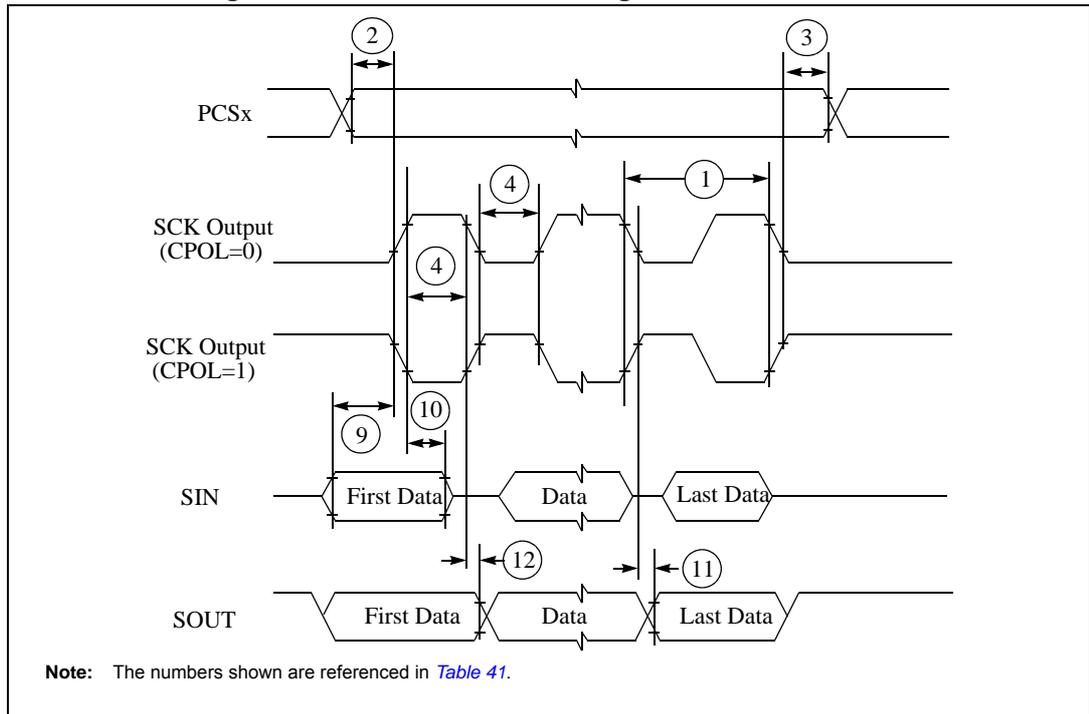 2
3
PCSx
4
1
SCK Output
(CPOL=0)
4
SCK Output
(CPOL=1)
10
9
SIN
First Data
Data
Last Data
12
11
SOUT
First Data
Data
Last Data
Note: The numbers shown are referenced in Table 41.